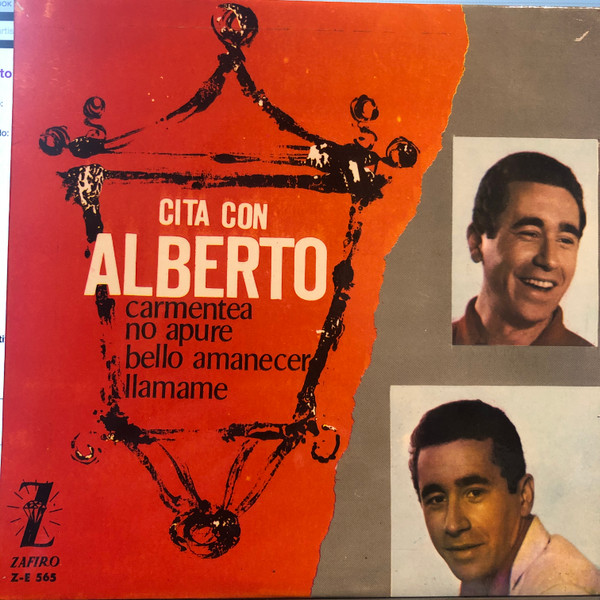 CITA CON
ALBERTO
carmentea
no apure
bello amanecer
llamame
ZAFIRO
Z-E 565